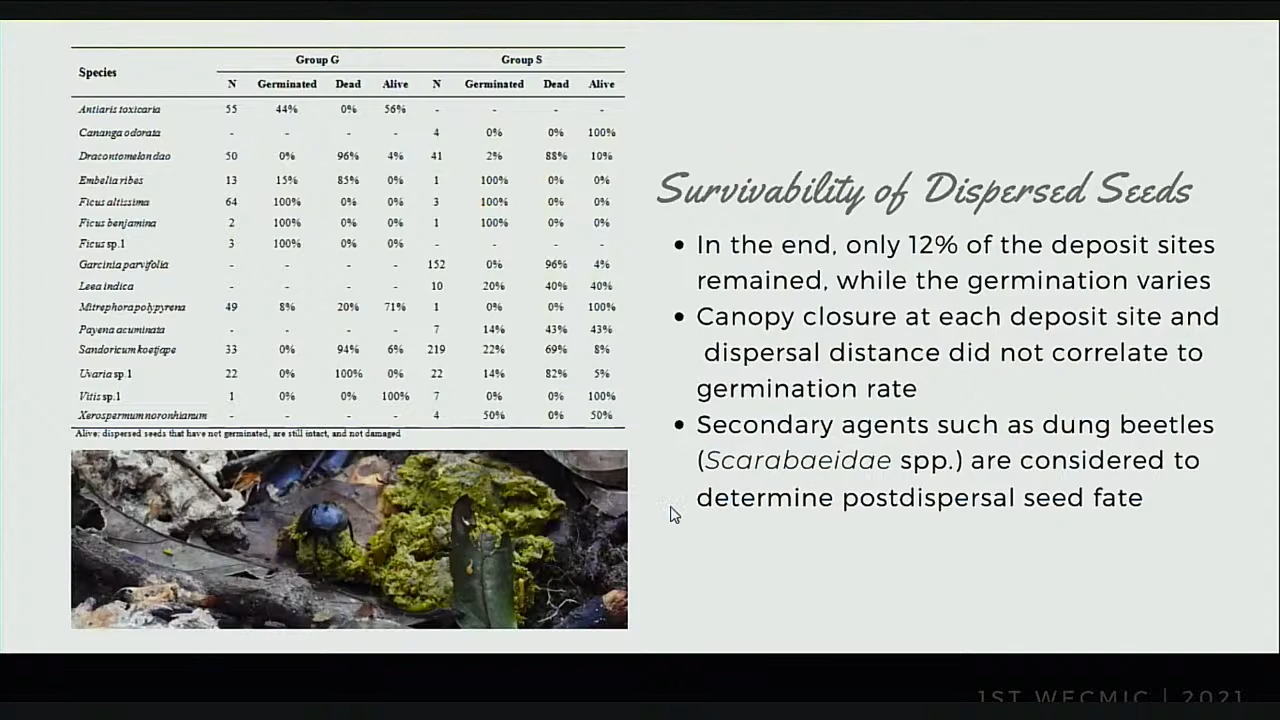 Species Group G Group S
N Germinated Dead Alive N Germinated Dead Alive
Antiaris toxicaria 55 44% 0% 56% - - - -
Cananga odorata - - - - 4 0% 0% 100%
Dracontomelon dao 50 0% 96% 4% 41 2% 88% 10%
Embelia ribes 13 15% 85% 0% 1 100% 0% 0%
Ficus altissima 64 100% 0% 0% 3 100% 0% 0%
Ficus benjamina 2 100% 0% 0% 1 100% 0% 0%
Ficus sp.1 3 100% 0% 0% - - - -
Garcinia parvifolia - - - - 152 0% 96% 4%
Leea indica - - - - 10 20% 40% 40%
Mitrephora polypyrena 49 8% 20% 71% 1 0% 0% 100%
Payena acuminata - - - - 7 14% 43% 43%
Sandoricum koetjape 33 0% 94% 6% 219 22% 69% 8%
Uvaria sp.1 22 0% 100% 0% 22 14% 82% 5%
Vitis sp.1 1 0% 0% 100% 7 0% 0% 100%
Xerospermum noronhianum - - - - 4 50% 0% 50%
Alive: dispersed seeds that have not germinated, are still intact, and not damaged
Survivability of Dispersed Seeds
• In the end, only 12% of the deposit sites
remained, while the germination varies
• Canopy closure at each deposit site and
dispersal distance did not correlate to
germination rate
• Secondary agents such as dung beetles
(Scarabaeidae spp.) are considered to
determine postdispersal seed fate
1ST WECMIC | 2021